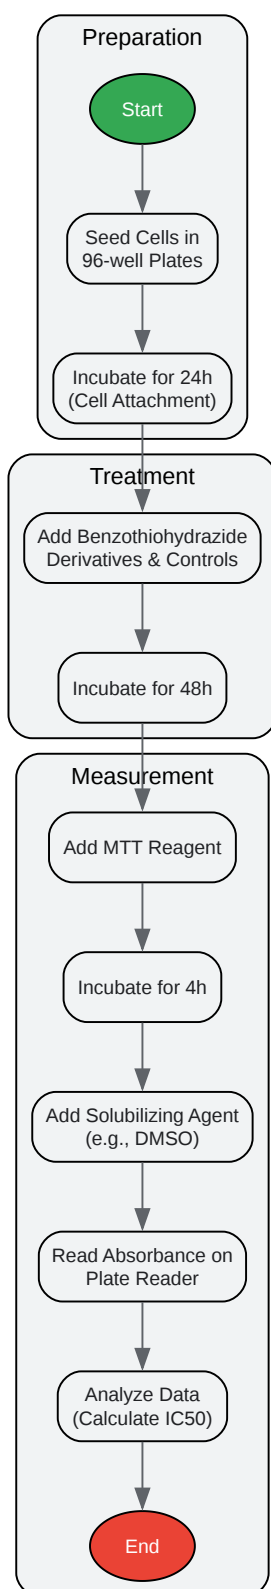 Preparation
Start
Seed Cells in
96-well Plates
Incubate for 24h
(Cell Attachment)
Treatment
Add Benzothiohydrazide
Derivatives & Controls
Incubate for 48h
Measurement
Add MTT Reagent
Incubate for 4h
Add Solubilizing Agent
(e.g., DMSO)
Read Absorbance on
Plate Reader
Analyze Data
(Calculate IC50)
End